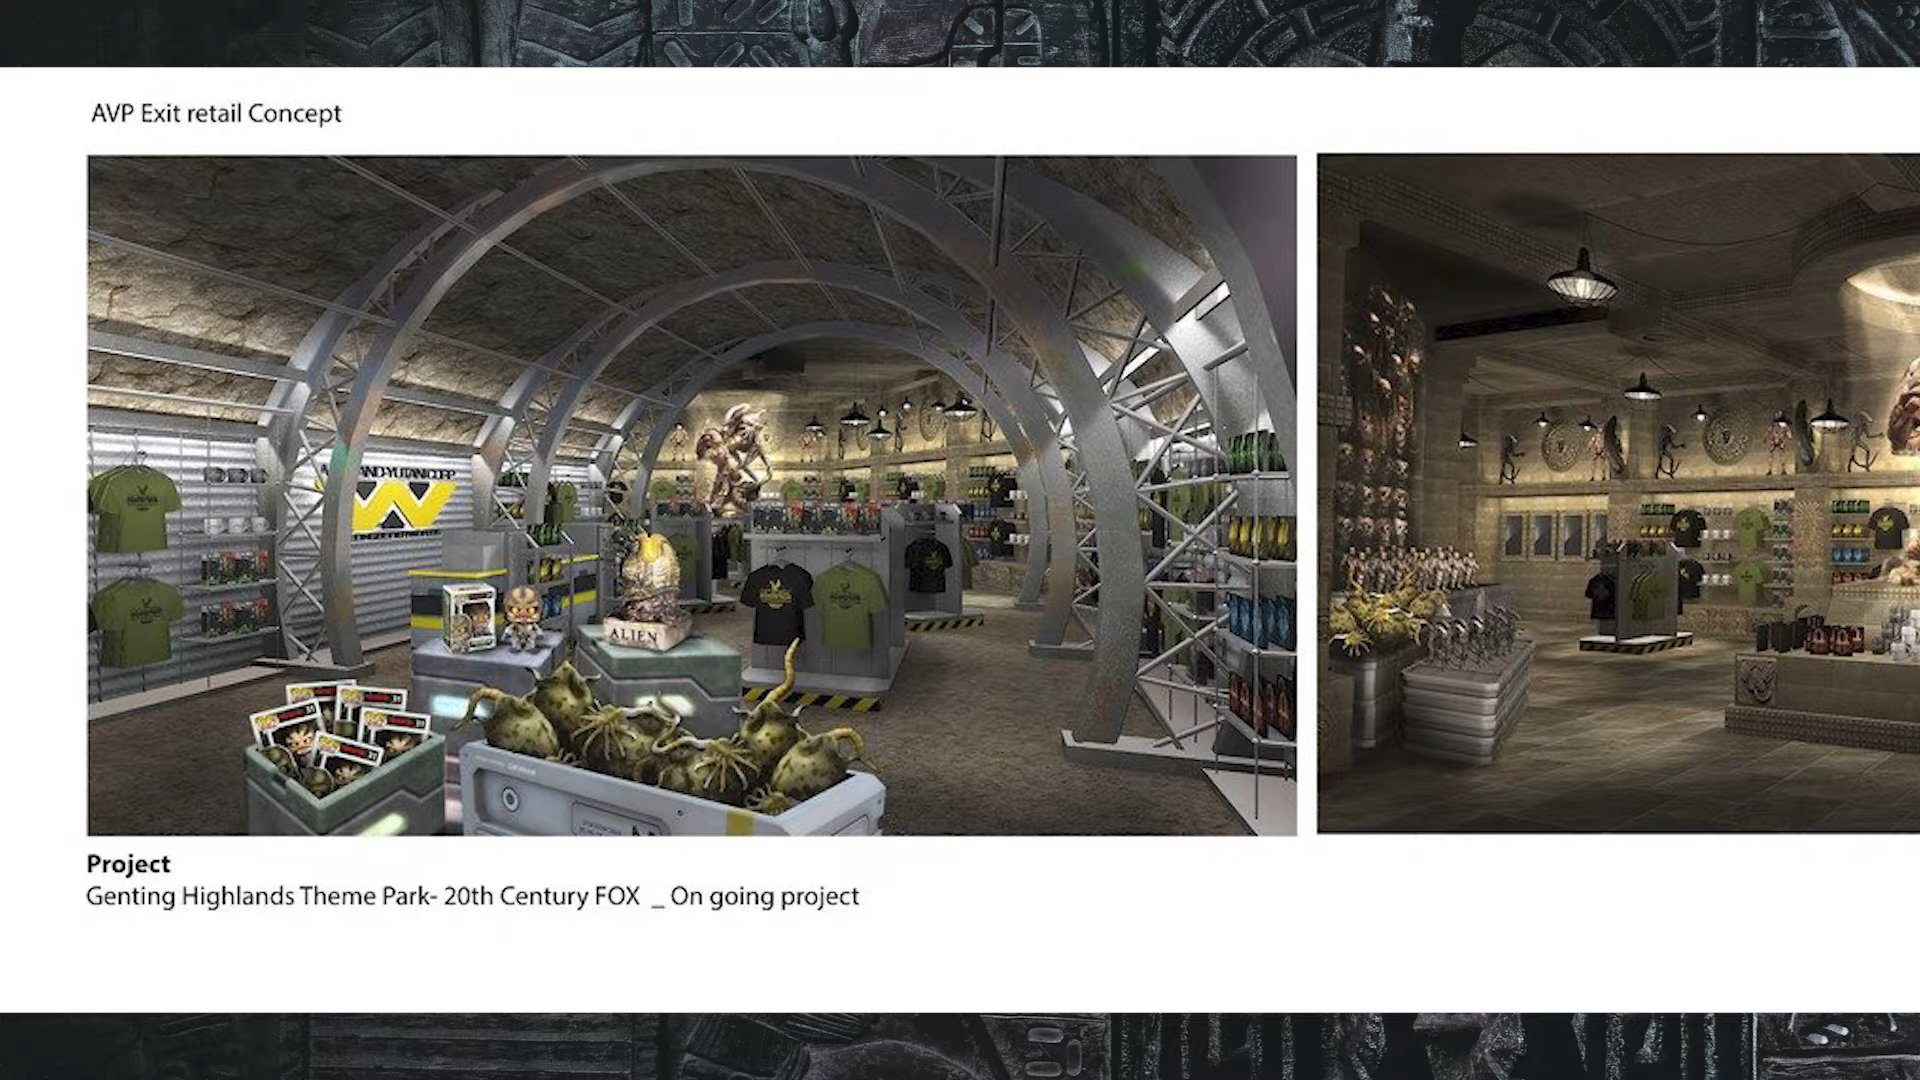 AVP Exit retail Concept
ALIEN
Project
Genting Highlands Theme Park- 20th Century FOX _ On going project